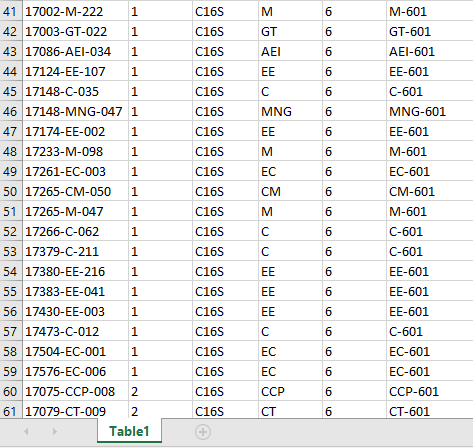 41 17002-M-222 1 C16S M 6 M-601
42 17003-GT-022 1 C16S GT 6 GT-601
43 17086-AEI-034 1 C16S AEI 6 AEI-601
44 17124-EE-107 1 C16S EE 6 EE-601
45 17148-C-035 1 C16S C 6 C-601
46 17148-MNG-047 1 C16S MNG 6 MNG-601
47 17174-EE-002 1 C16S EE 6 EE-601
48 17233-M-098 1 C16S M 6 M-601
49 17261-EC-003 1 C16S EC 6 EC-601
50 17265-CM-050 1 C16S CM 6 CM-601
51 17265-M-047 1 C16S M 6 M-601
52 17266-C-062 1 C16S C 6 C-601
53 17379-C-211 1 C16S C 6 C-601
54 17380-EE-216 1 C16S EE 6 EE-601
55 17383-EE-041 1 C16S EE 6 EE-601
56 17430-EE-003 1 C16S EE 6 EE-601
57 17473-C-012 1 C16S C 6 C-601
58 17504-EC-001 1 C16S EC 6 EC-601
59 17576-EC-006 1 C16S EC 6 EC-601
60 17075-CCP-008 2 C16S CCP 6 CCP-601
61 17079-CT-009 2 C16S CT 6 CT-601
Table1